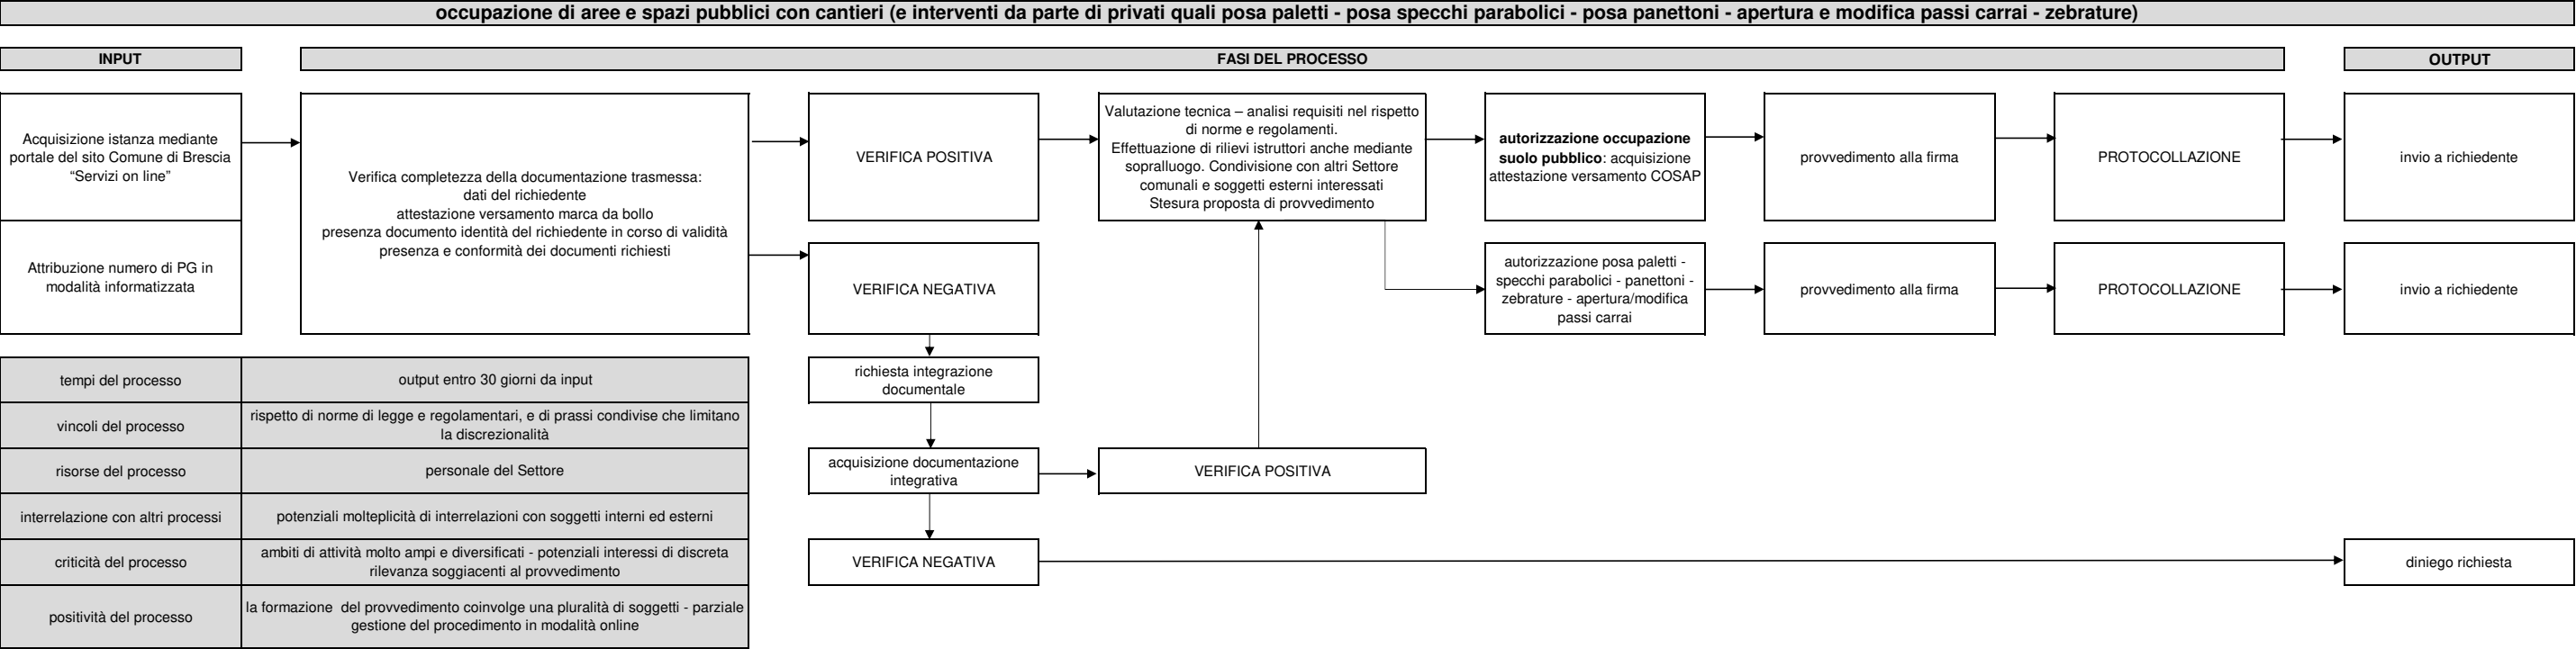 occupazione di aree e spazi pubblici con cantieri (e interventi da parte di privati quali posa paletti - posa specchi parabolici - posa panettoni - apertura e modifica passi carrai - zebrature)
INPUT
FASI DEL PROCESSO
OUTPUT
Acquisizione istanza mediante
portale del sito Comune di Brescia
“Servizi on line”
Attribuzione numero di PG in
modalità informatizzata
Verifica completezza della documentazione trasmessa:
dati del richiedente
attestazione versamento marca da bollo
presenza documento identità del richiedente in corso di validità
presenza e conformità dei documenti richiesti
VERIFICA POSITIVA
Valutazione tecnica – analisi requisiti nel rispetto
di norme e regolamenti.
Effettuazione di rilievi istruttori anche mediante
sopralluogo. Condivisione con altri Settore
comunali e soggetti esterni interessati
Stesura proposta di provvedimento
autorizzazione occupazione
suolo pubblico: acquisizione
attestazione versamento COSAP
provvedimento alla firma
PROTOCOLLAZIONE
invio a richiedente
VERIFICA NEGATIVA
autorizzazione posa paletti -
specchi parabolici - panettoni -
zebrature - apertura/modifica
passi carrai
provvedimento alla firma
PROTOCOLLAZIONE
invio a richiedente
richiesta integrazione
documentale
acquisizione documentazione
integrativa
VERIFICA POSITIVA
VERIFICA NEGATIVA
diniego richiesta
tempi del processo
output entro 30 giorni da input
vincoli del processo
rispetto di norme di legge e regolamentari, e di prassi condivise che limitano
la discrezionalità
risorse del processo
personale del Settore
interrelazione con altri processi
potenziali molteplicità di interrelazioni con soggetti interni ed esterni
criticità del processo
ambiti di attività molto ampi e diversificati - potenziali interessi di discreta
rilevanza soggiacenti al provvedimento
positività del processo
la formazione  del provvedimento coinvolge una pluralità di soggetti - parziale
gestione del procedimento in modalità online